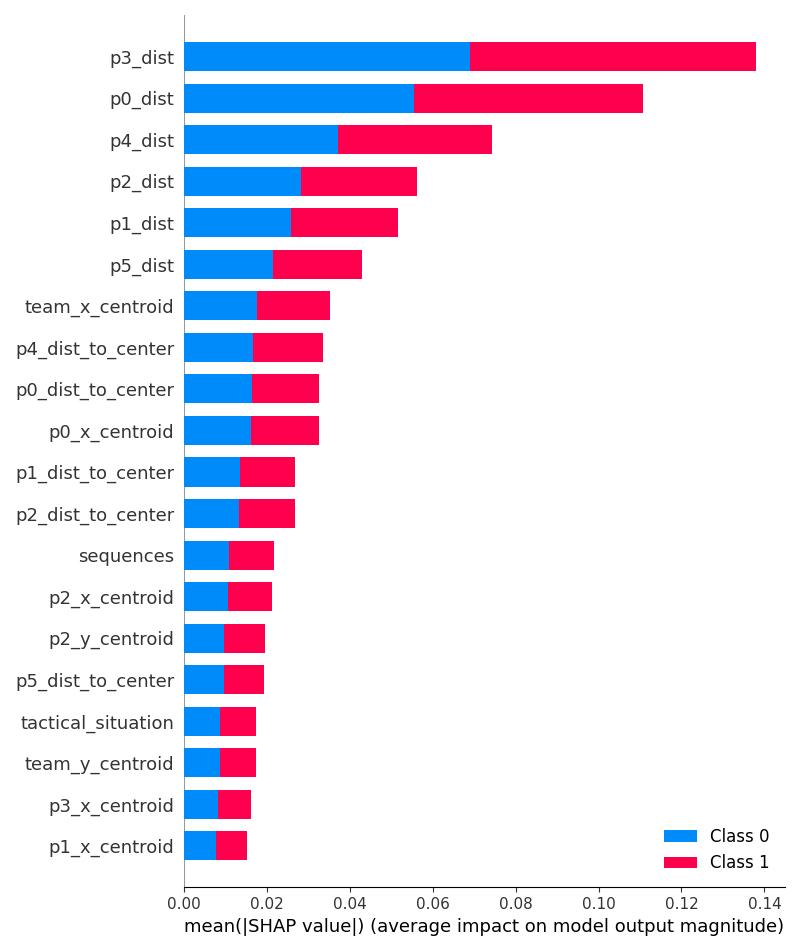 p3_dist
p0_dist
p4_dist
p2_dist
p1_dist
p5_dist
team_x_centroid
p4_dist_to_center
p0_dist_to_center
p0_x_centroid
p1_dist_to_center
p2_dist_to_center
sequences
p2_x_centroid
p2_y_centroid
p5_dist_to_center
tactical_situation
team_y_centroid
p3_x_centroid
p1_x_centroid
Class 0
Class 1
0.00 0.02 0.04 0.06 0.08 0.10 0.12 0.14
mean(|SHAP value|) (average impact on model output magnitude)